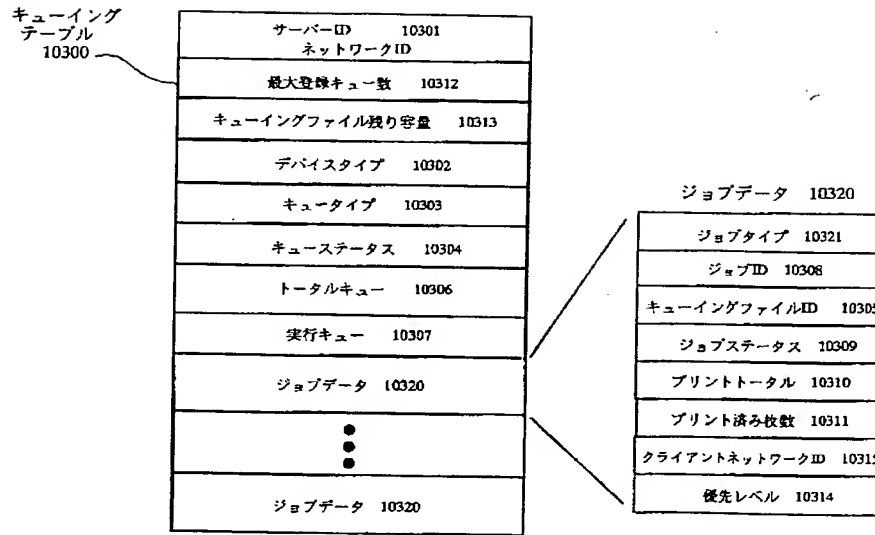 キューイング
テーブル
10300
サーバーID 10301
ネットワークID
最大登録キュー数 10312
キューイングファイル残り容量 10313
デバイスタイプ 10302
キュータイプ 10303
キューステータス 10304
トータルキュー 10306
実行キュー 10307
ジョブデータ 10320
ジョブデータ 10320
ジョブデータ 10320
ジョブタイプ 10321
ジョブID 10308
キューイングファイルID 10305
ジョブステータス 10309
プリントトータル 10310
プリント済み枚数 10311
クライアントネットワークID 10315
優先レベル 10314